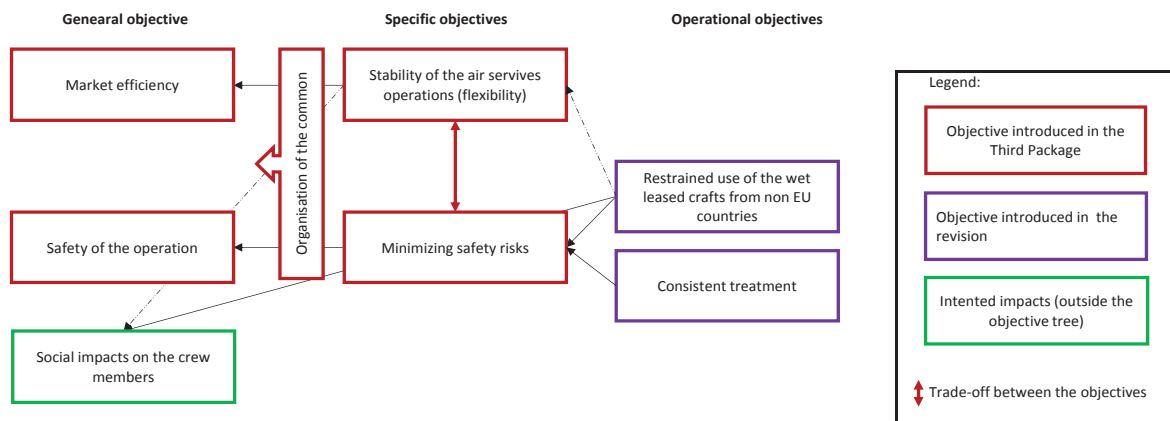 Genearal objective
Specific objectives
Operational objectives
Market efficiency
Organisation of the common
Stability of the air servives
operations (flexibility)
Restrained use of the wet
leased crafts from non EU
countries
Safety of the operation
Minimizing safety risks
Consistent treatment
Social impacts on the crew
members
Legend:
Objective introduced in the
Third Package
Objective introduced in  the
revision
Intented impacts (outside the
objective tree)
Trade-off between the objectives